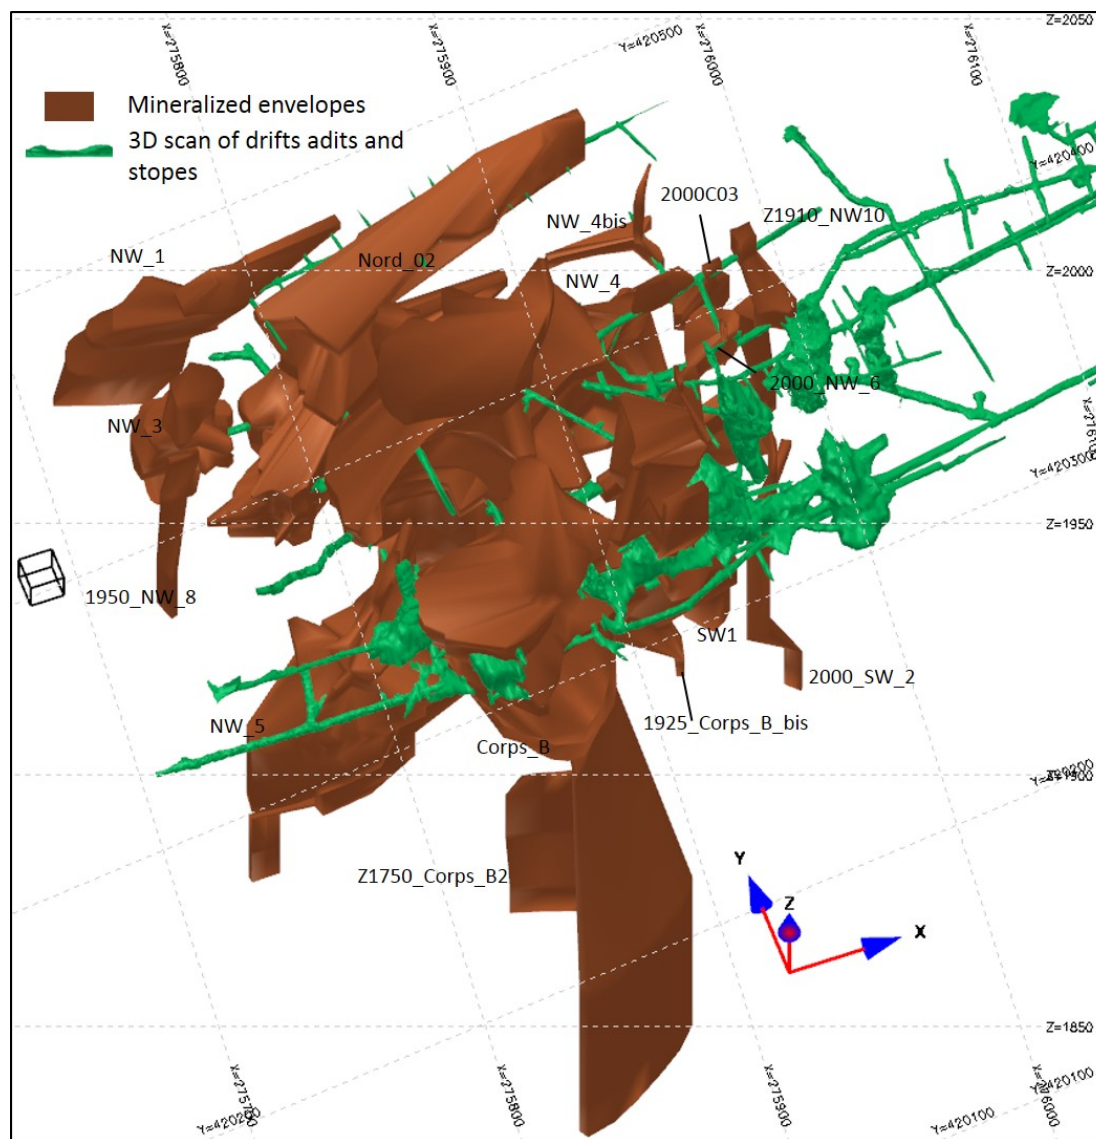 Z=2050
X=275800
X=275900
Y=420500
X=276000
X=276100
Mineralized envelopes
3D scan of drifts adits and
stopes
Y=420400
2000C03
NW_4bis
Z1910_NW10
NW_1
Nord_02
NW_4
Z=2000
2000_NW_6
NW_3
Y=420300
Z=1950
1950_NW_8
SW1
2000_SW_2
NW_5
1925_Corps_B_bis
Corps_B
Z1750_Corps_B2
Y
Z
X
Z=1850
X=275800
X=275900
X=276000
Y=420200
Y=420100
Y=420100